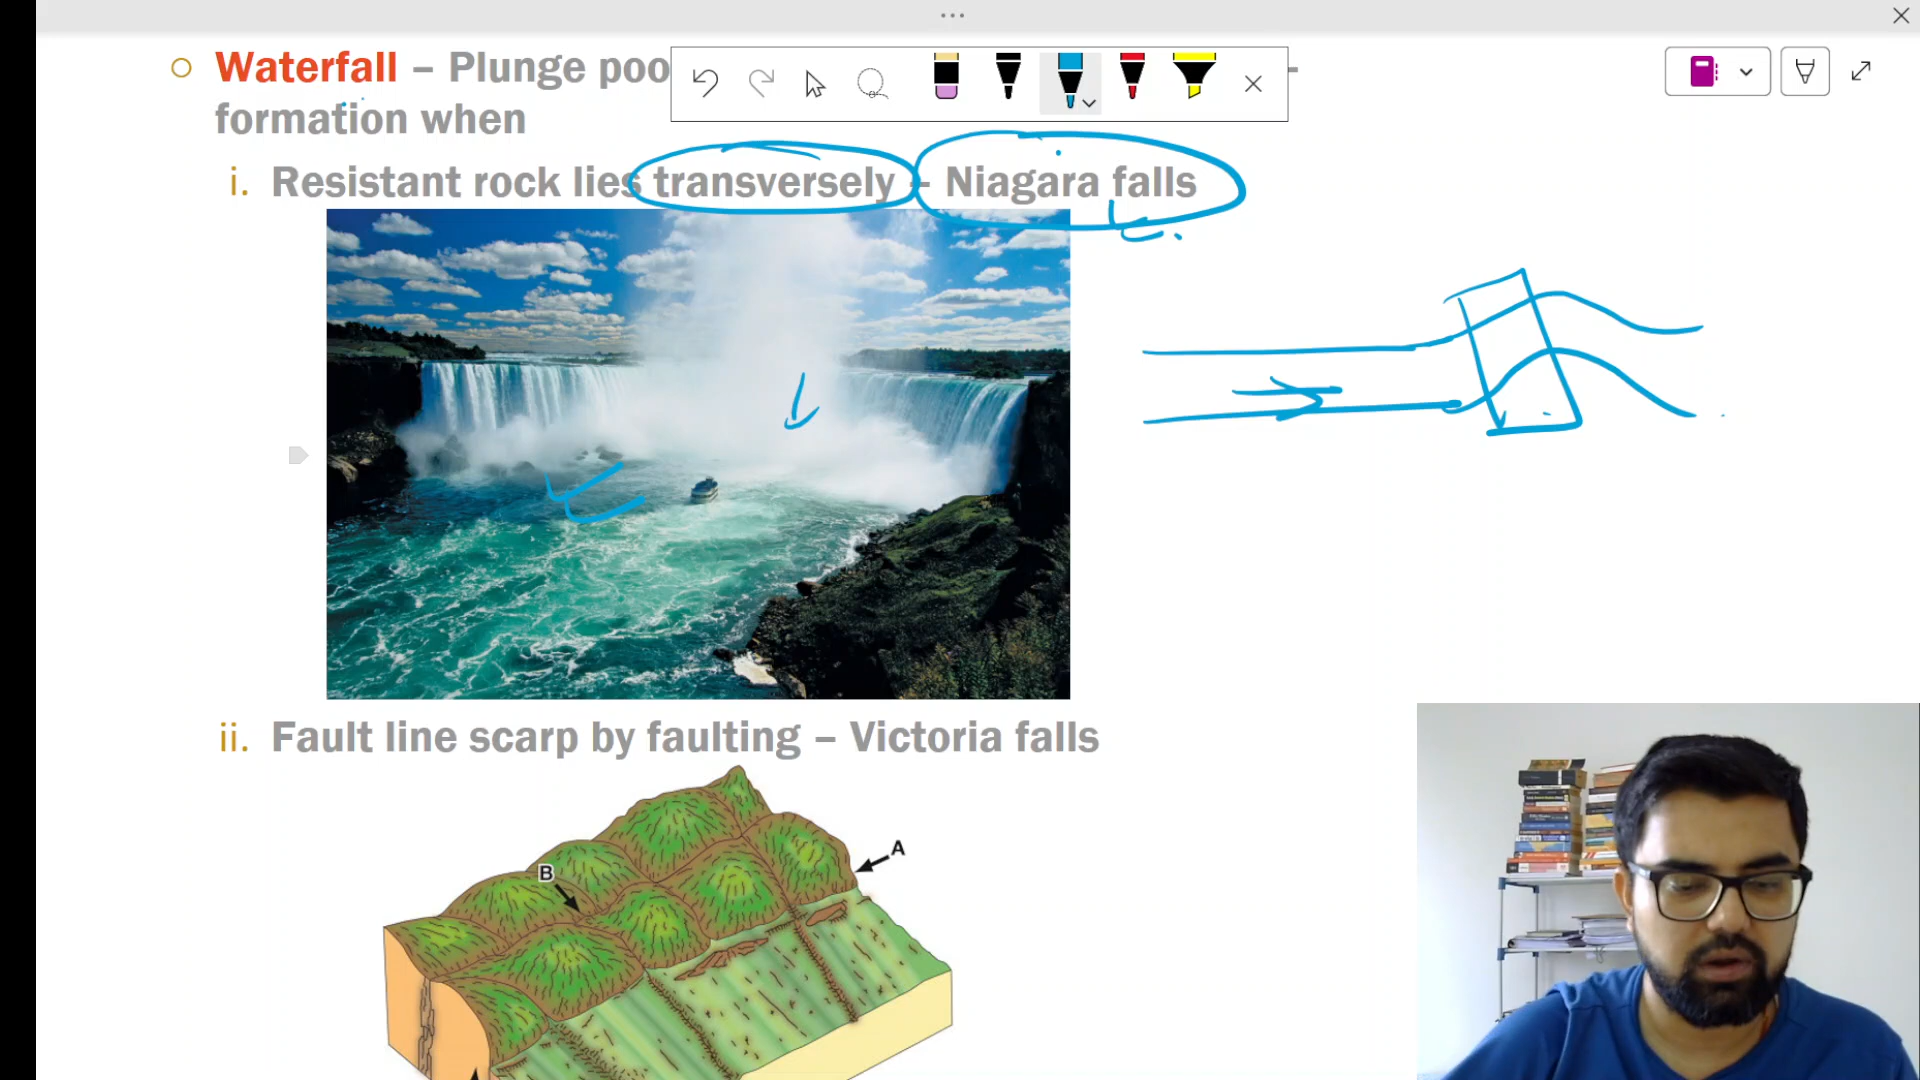 Waterfall – Plunge poo
formation when
i. Resistant rock lies transversely – Niagara falls
ii. Fault line scarp by faulting – Victoria falls
A
B